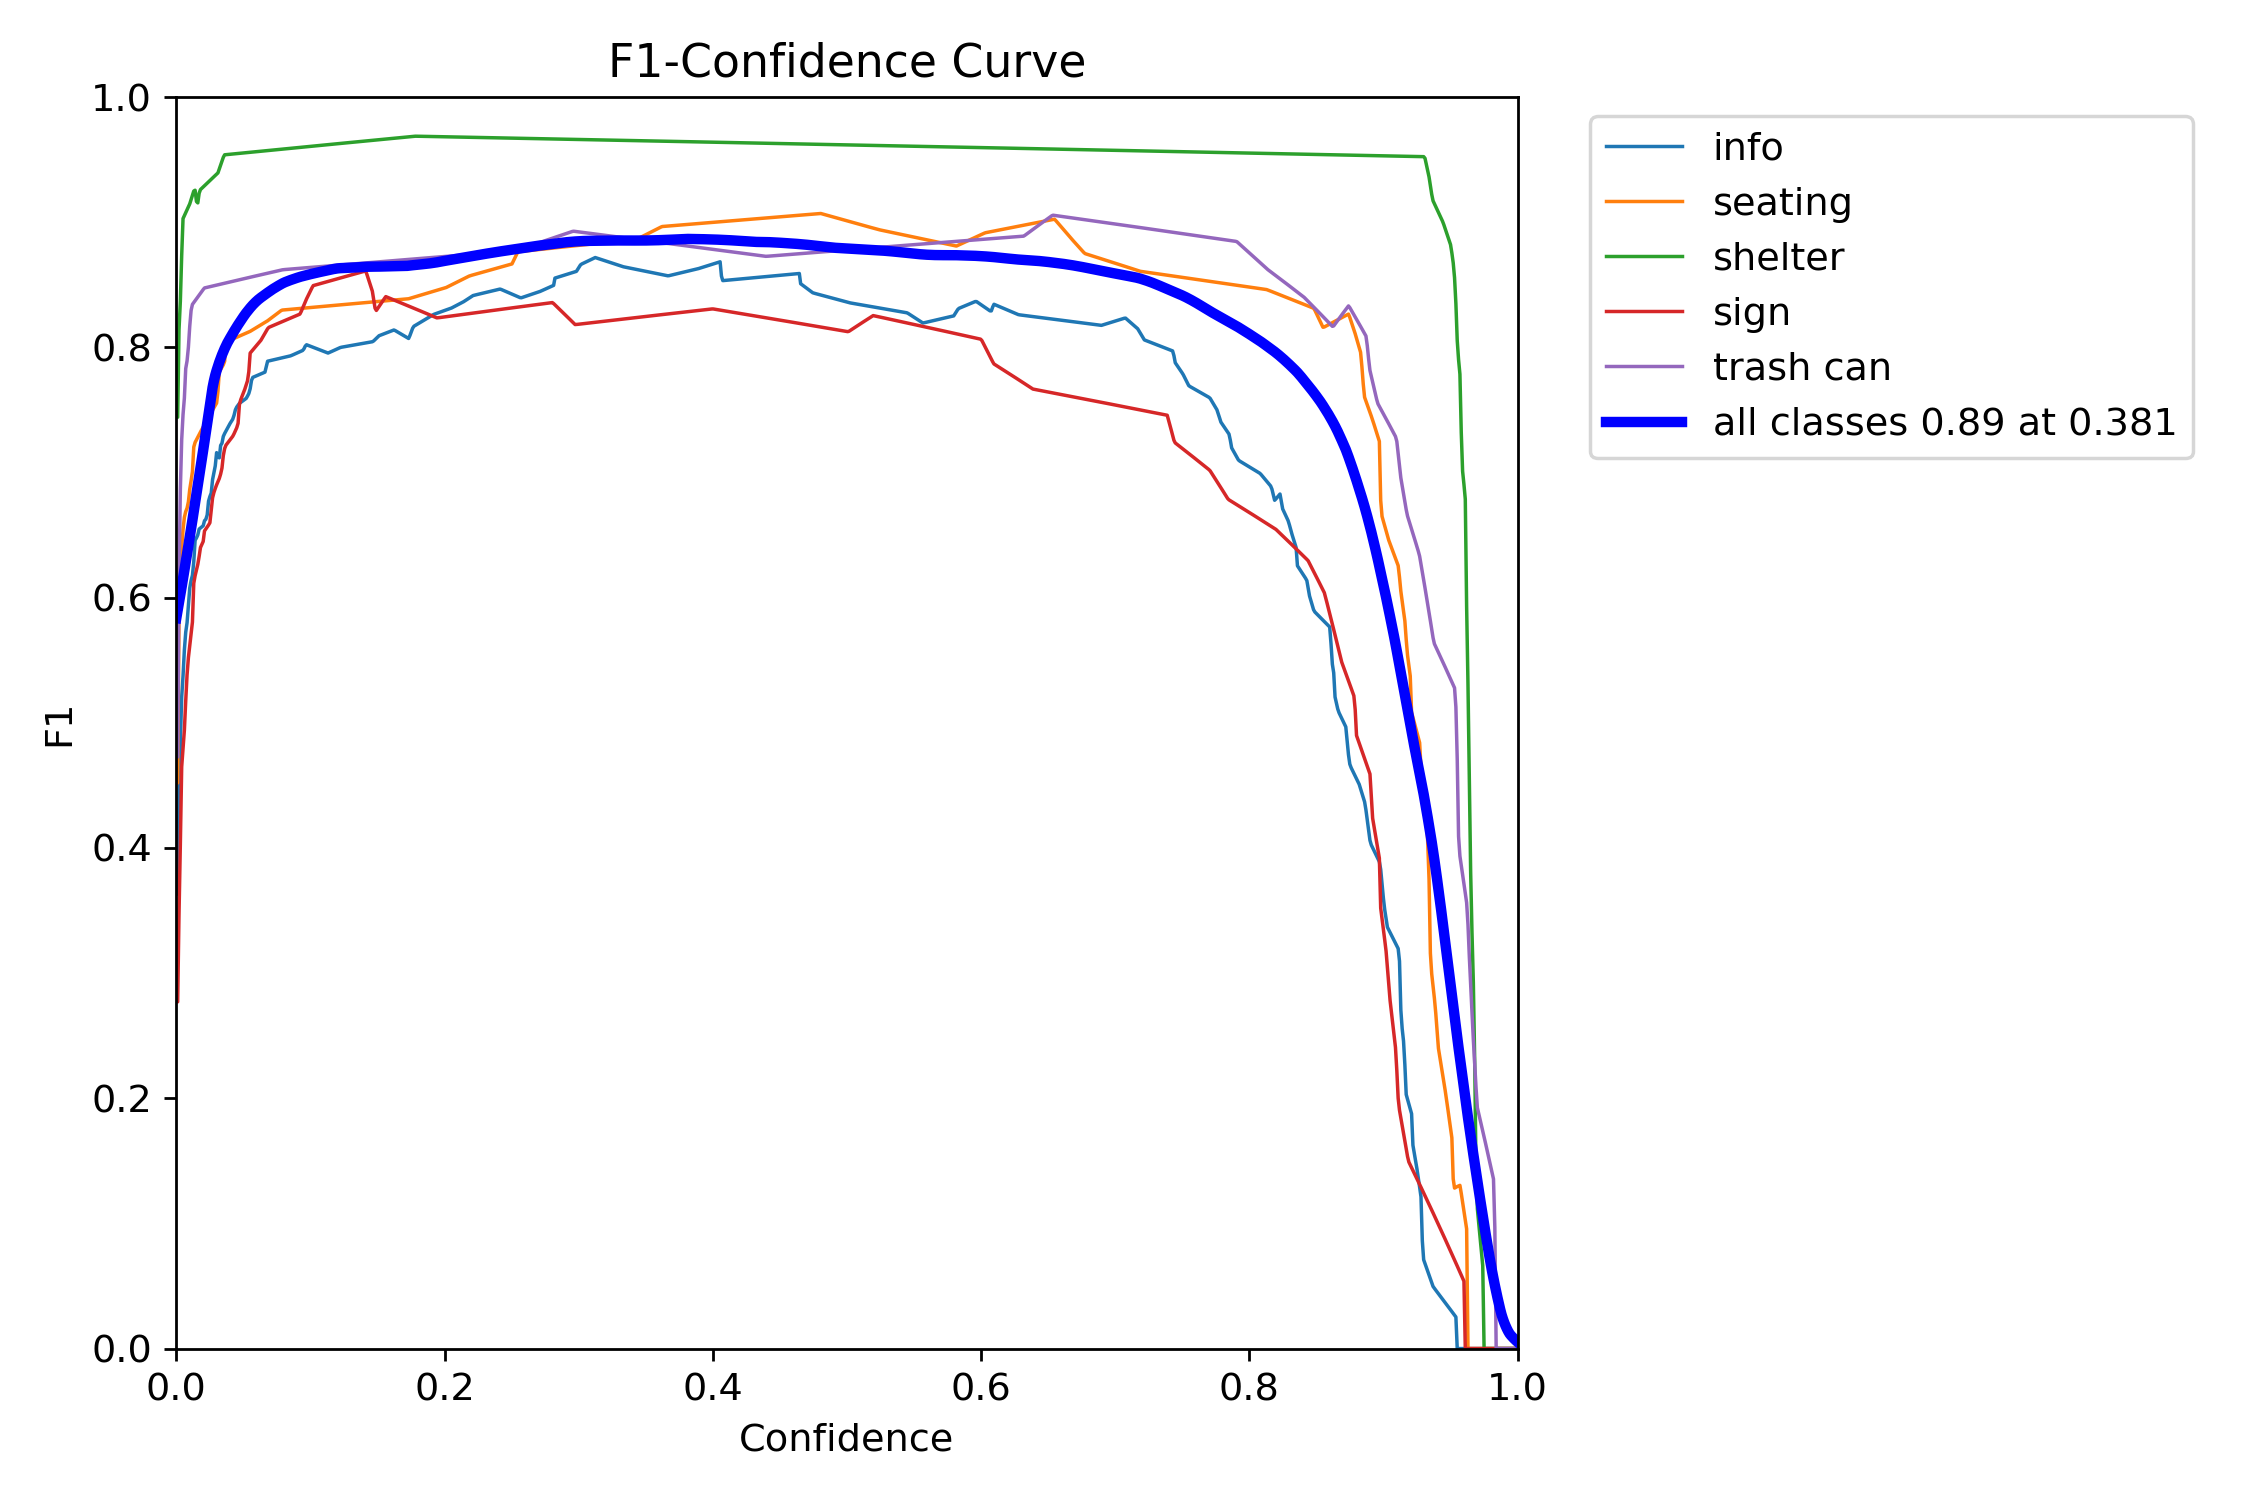 F1-Confidence Curve
1.0
0.8
0.6
0.4
0.2
0.0
F1
0.0 0.2 0.4 0.6 0.8 1.0
Confidence
info
seating
shelter
sign
trash can
all classes 0.89 at 0.381